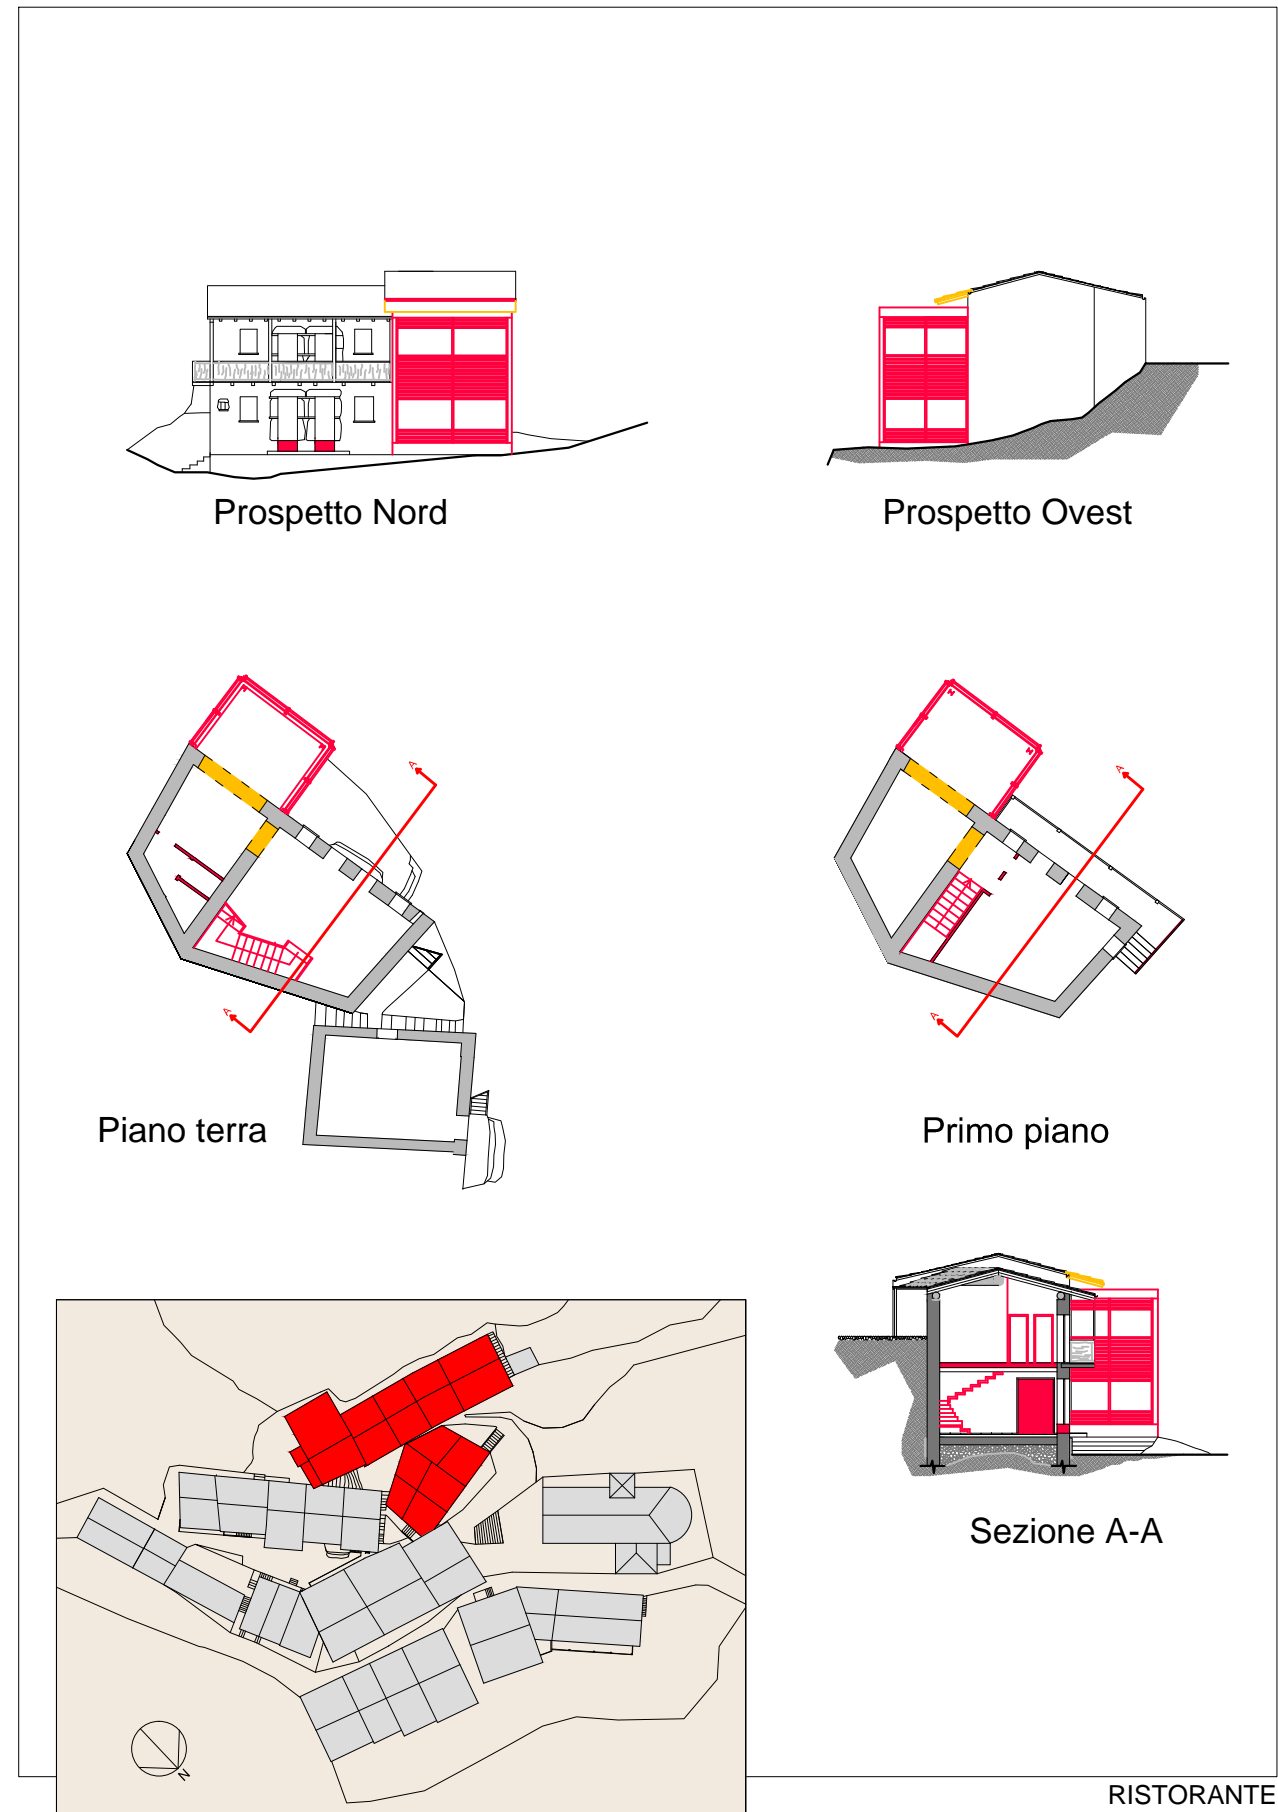 Prospetto Nord
Prospetto Ovest
A
A
A
A
Piano terra
Primo piano
Sezione A-A
N
RISTORANTE